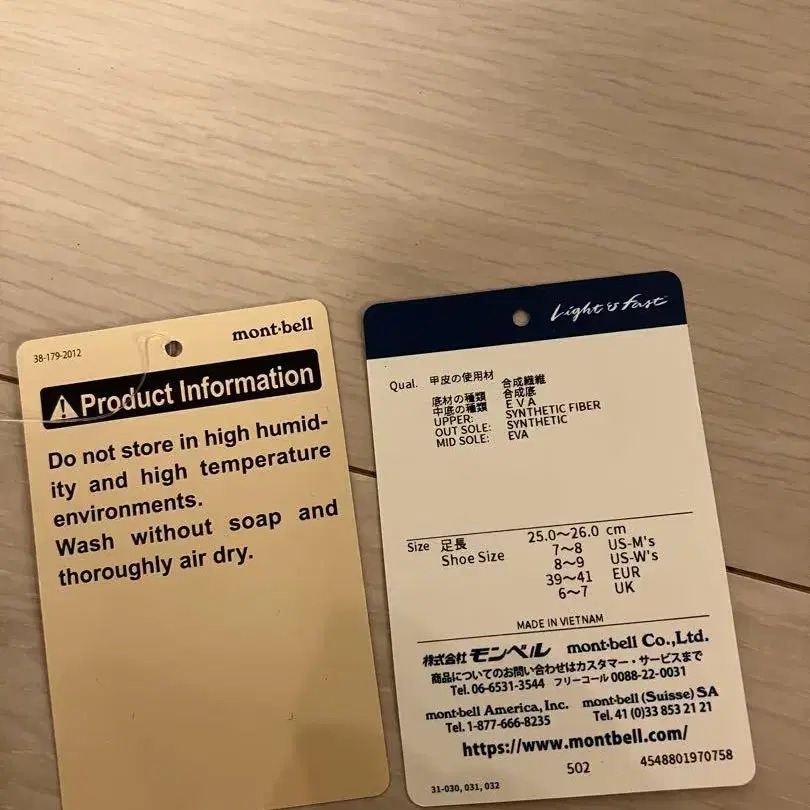 38-179-2012
mont·bell
⚠Product Information
Do not store in high humid-
ity and high temperature
environments.
Wash without soap and
thoroughly air dry.
Light & Fast
Qual. 甲皮の使用材 合成繊維
底材の種類 合成底
中底の種類 EVA
UPPER: SYNTHETIC FIBER
OUT SOLE: SYNTHETIC
MID SOLE: EVA
Size 足長 25.0〜26.0 cm
Shoe Size 7〜8 US-M's
8〜9 US-W's
39〜41 EUR
6〜7 UK
MADE IN VIETNAM
株式会社 モンベル mont-bell Co.,Ltd.
商品についてのお問い合わせはカスタマー・サービスまで
Tel. 06-6531-3544 フリーコール 0088-22-0031
mont-bell America, Inc. mont-bell (Suisse) SA
Tel. 1-877-666-8235 Tel. 41 (0)33 853 21 21
https://www.montbell.com/
502 4548801970758
31-030, 031, 032